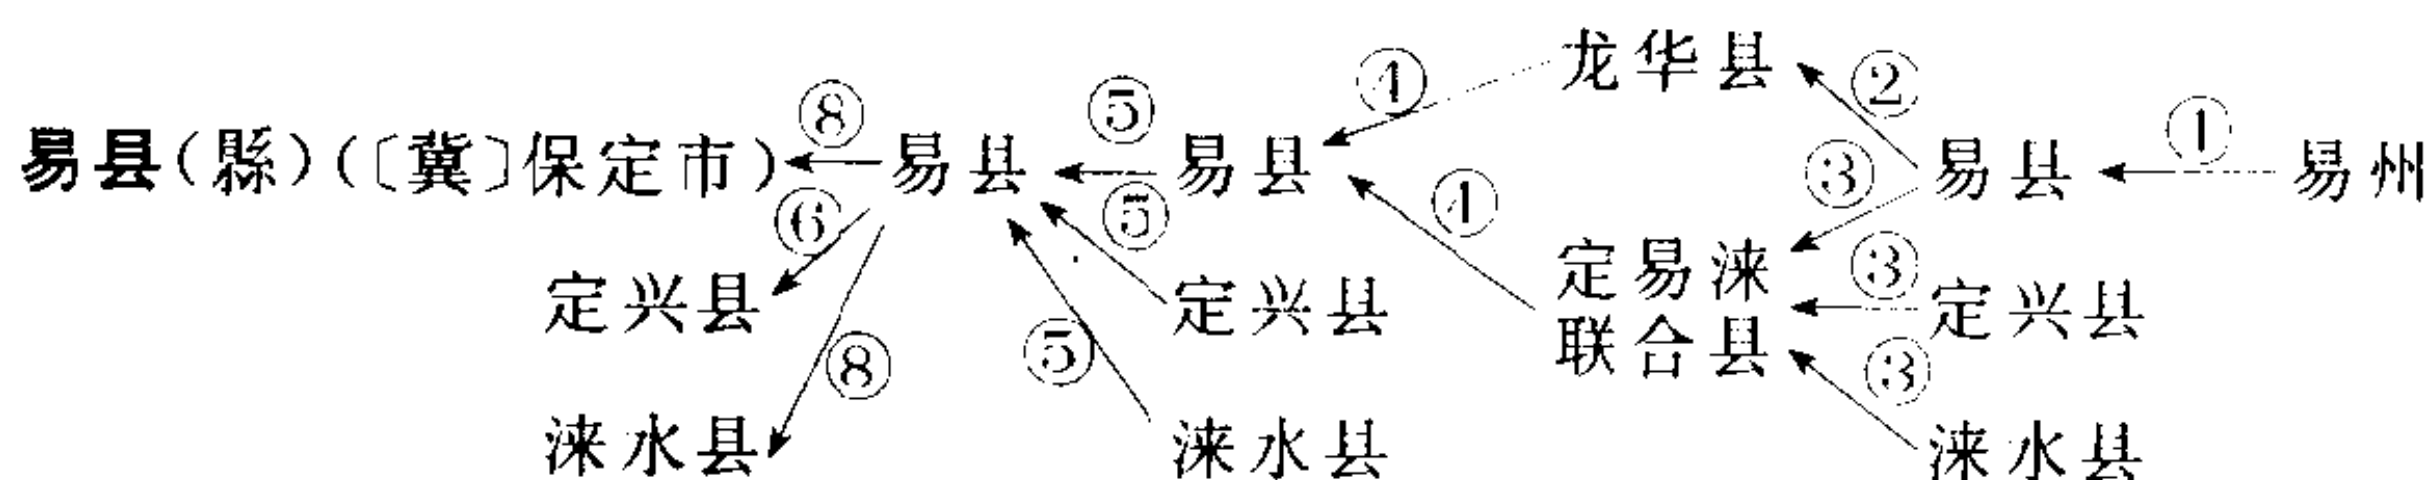 龙华县
④
②
⑧
⑤
①
易县(縣)(〔冀〕保定市)
易县
易县
易县
易州
③
④
⑥
⑤
定易涞
③
定兴县
定兴县
定兴县
联合县
⑤
⑧
③
涞水县
涞水县
涞水县